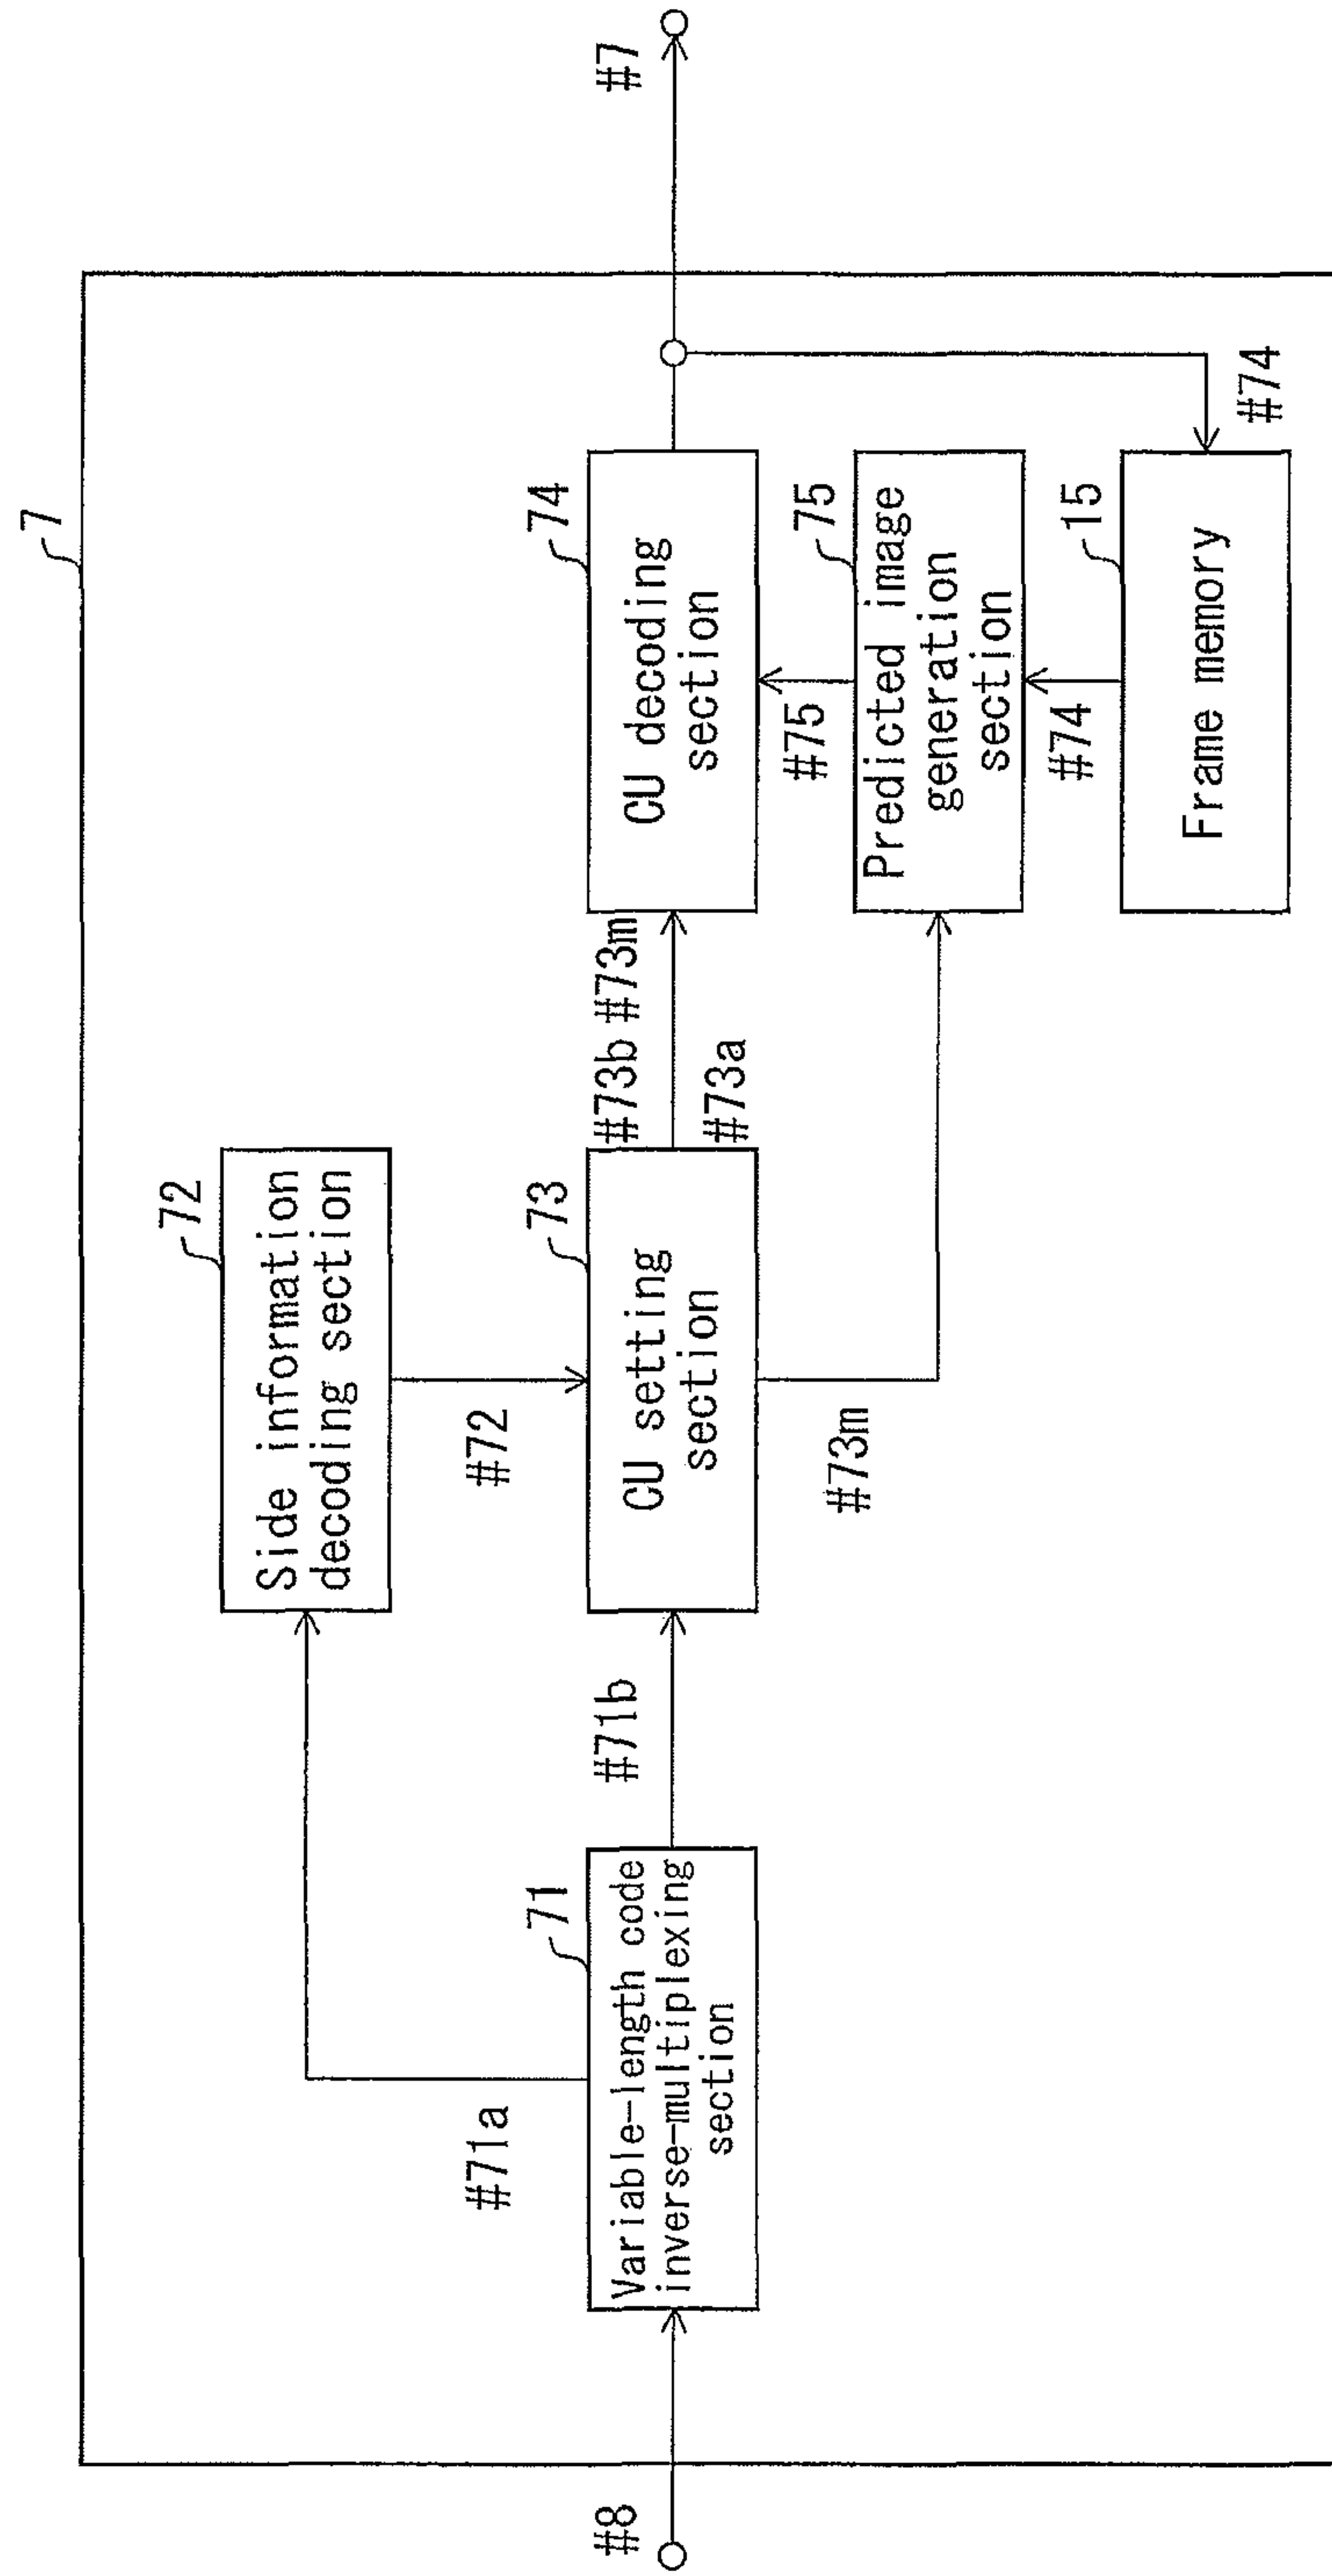 7
72
Side information
decoding section
#71a
#72
71
Variable-length code
inverse-multiplexing
section
73
CU setting
section
74
CU decoding
section
#8
#71b
#73b #73m
#73a
#7
#73m
#75
75
Predicted image
generation
section
#74
15
Frame memory
#74